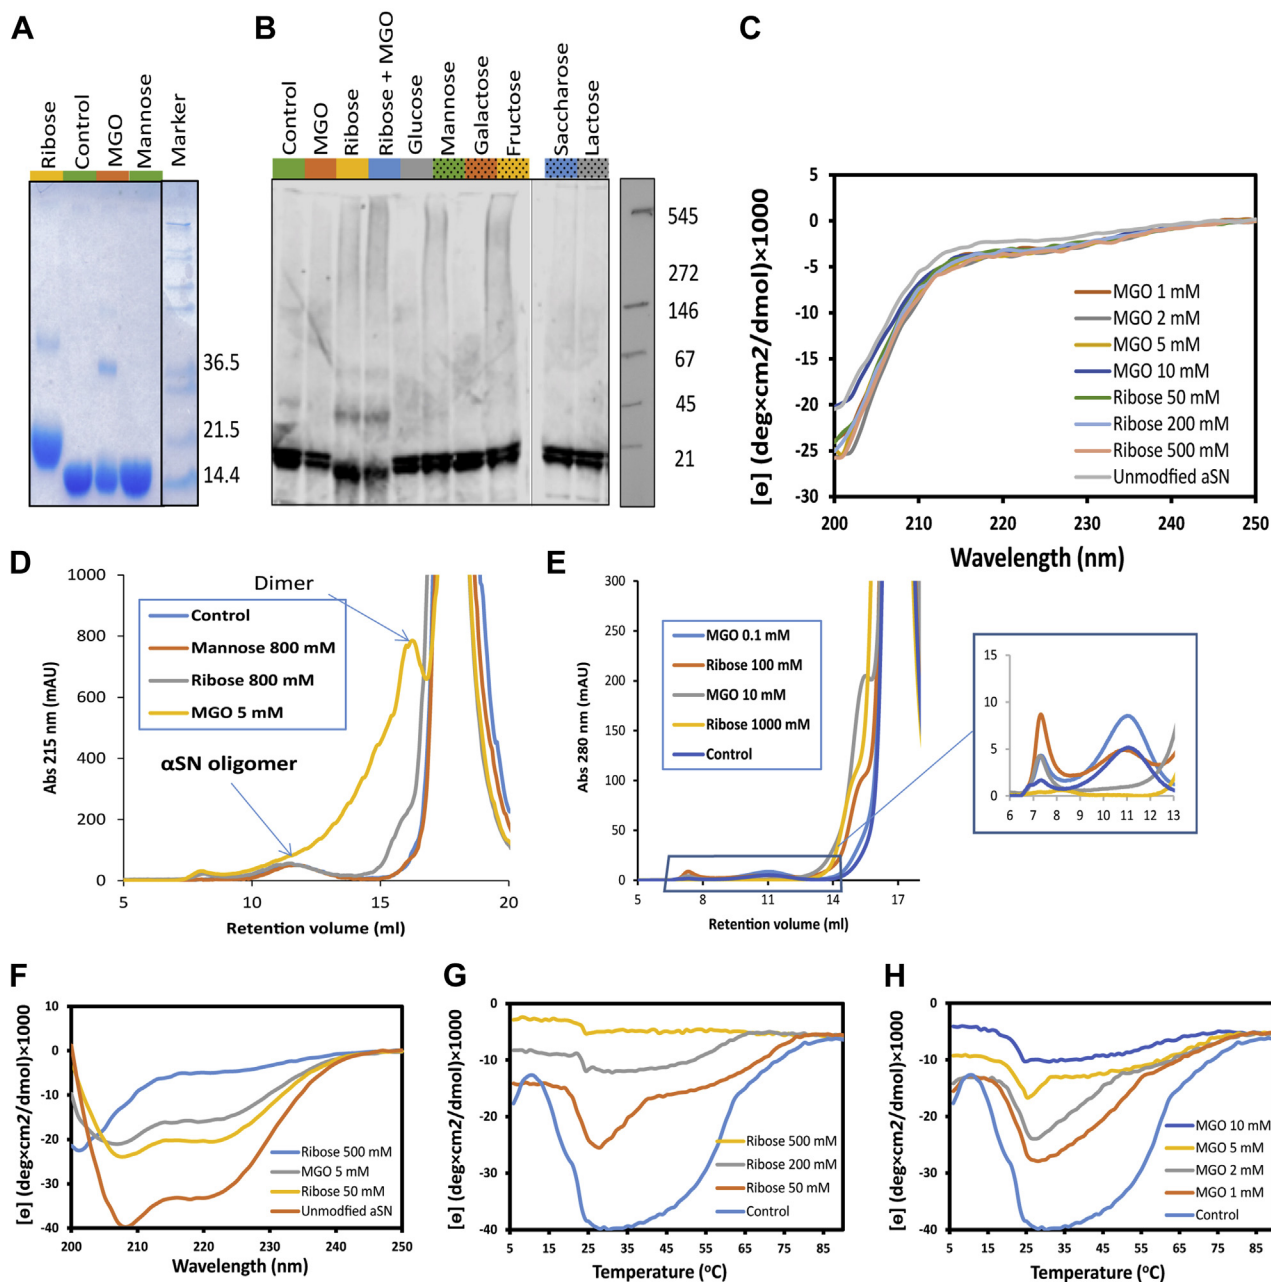 A
Ribose
Control
MGO
Mannose
Marker
36.5
21.5
14.4
B
Control
MGO
Ribose
Ribose + MGO
Glucose
Mannose
Galactose
Fructose
Saccharose
Lactose
545
272
146
67
45
21
C
5
0
-5
-10
-15
-20
-25
-30
[ɵ] (deg×cm2/dmol)×1000
200
210
220
230
240
250
Wavelength (nm)
MGO 1 mM
MGO 2 mM
MGO 5 mM
MGO 10 mM
Ribose 50 mM
Ribose 200 mM
Ribose 500 mM
Unmodfied aSN
D
1000
800
600
400
200
0
Abs 215 nm (mAU)
Dimer
Control
Mannose 800 mM
Ribose 800 mM
MGO 5 mM
αSN oligomer
5
10
15
20
Retention volume (ml)
E
300
250
200
150
100
50
0
Abs 280 nm (mAU)
MGO 0.1 mM
Ribose 100 mM
MGO 10 mM
Ribose 1000 mM
Control
5
8
11
14
17
Retention volume (ml)
15
10
5
0
6
7
8
9
10
11
12
13
F
10
0
-10
-20
-30
-40
[ɵ] (deg×cm2/dmol)×1000
Ribose 500 mM
MGO 5 mM
Ribose 50 mM
Unmodfied aSN
200
210
220
230
240
250
Wavelength (nm)
G
0
-10
-20
-30
-40
[ɵ] (deg×cm2/dmol)×1000
Ribose 500 mM
Ribose 200 mM
Ribose 50 mM
Control
5
15
25
35
45
55
65
75
85
Temperature (ºC)
H
0
-10
-20
-30
-40
[ɵ] (deg×cm2/dmol)×1000
MGO 10 mM
MGO 5 mM
MGO 2 mM
MGO 1 mM
Control
5
15
25
35
45
55
65
75
85
Temperature (ºC)